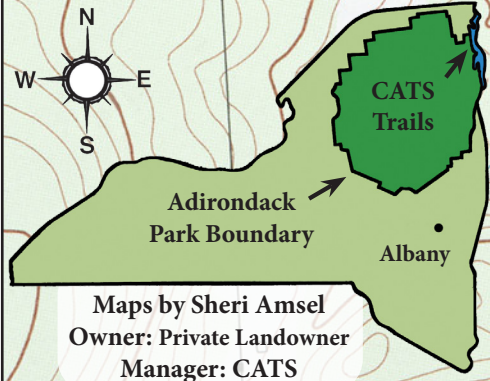 N
W E
S
CATS
Trails
Adirondack
Park Boundary
Albany
Maps by Sheri Amsel
Owner: Private Landowner
Manager: CATS